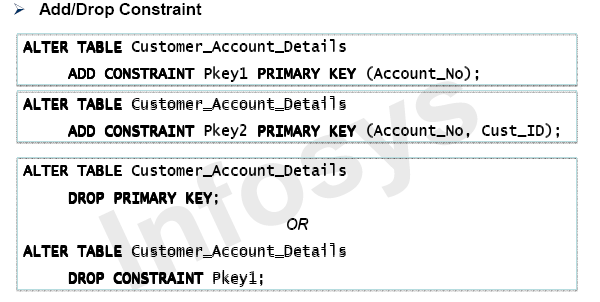 Add/Drop Constraint
ALTER TABLE Customer_Account_Details
ADD CONSTRAINT Pkey1 PRIMARY KEY (Account_No);
ALTER TABLE Customer_Account_Details
ADD CONSTRAINT Pkey2 PRIMARY KEY (Account_No, Cust_ID);
ALTER TABLE Customer_Account_Details
DROP PRIMARY KEY;
OR
ALTER TABLE Customer_Account_Details
DROP CONSTRAINT Pkey1;
Infosys